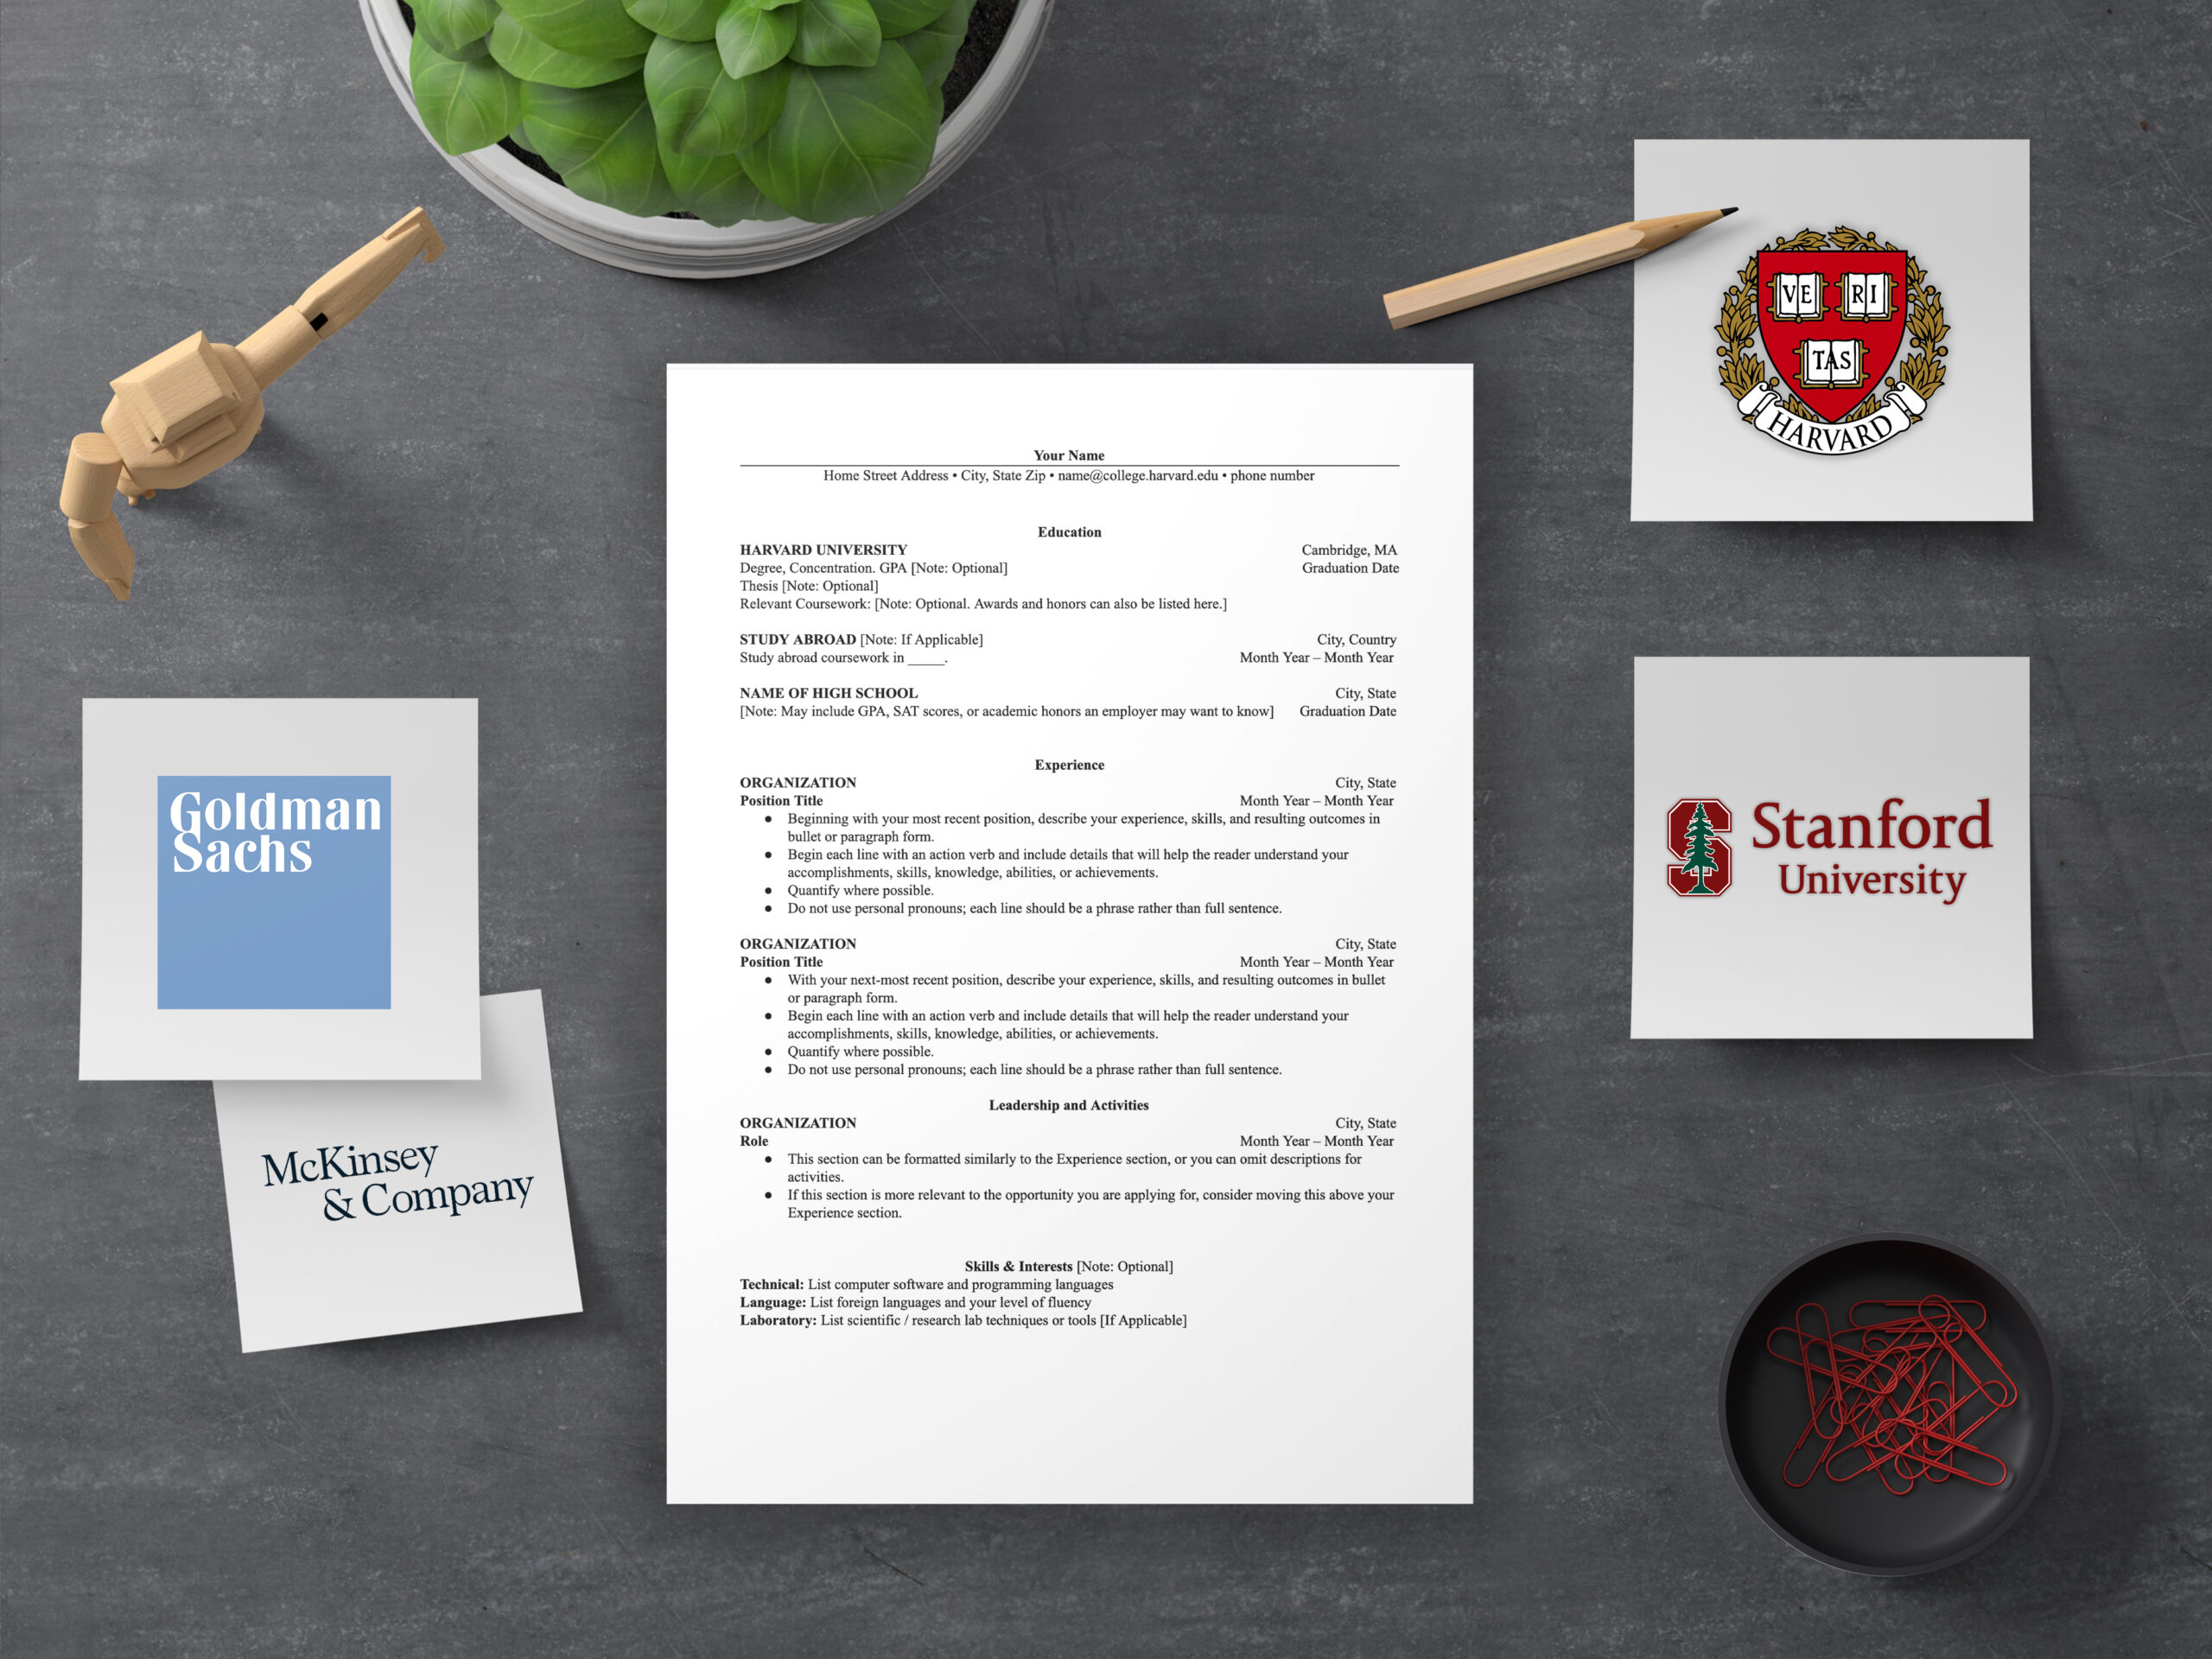 Your Name
Home Street Address • City, State Zip • name@college.harvard.edu • phone number
Education
HARVARD UNIVERSITY Cambridge, MA
Degree, Concentration. GPA [Note: Optional] Graduation Date
Thesis [Note: Optional]
Relevant Coursework: [Note: Optional. Awards and honors can also be listed here.]
STUDY ABROAD [Note: If Applicable] City, Country
Study abroad coursework in _____. Month Year – Month Year
NAME OF HIGH SCHOOL City, State
[Note: May include GPA, SAT scores, or academic honors an employer may want to know] Graduation Date
Experience
ORGANIZATION City, State
Position Title Month Year – Month Year
● Beginning with your most recent position, describe your experience, skills, and resulting outcomes in
bullet or paragraph form.
● Begin each line with an action verb and include details that will help the reader understand your
accomplishments, skills, knowledge, abilities, or achievements.
● Quantify where possible.
● Do not use personal pronouns; each line should be a phrase rather than full sentence.
ORGANIZATION City, State
Position Title Month Year – Month Year
● With your next-most recent position, describe your experience, skills, and resulting outcomes in bullet
or paragraph form.
● Begin each line with an action verb and include details that will help the reader understand your
accomplishments, skills, knowledge, abilities, or achievements.
● Quantify where possible.
● Do not use personal pronouns; each line should be a phrase rather than full sentence.
Leadership and Activities
ORGANIZATION City, State
Role Month Year – Month Year
● This section can be formatted similarly to the Experience section, or you can omit descriptions for
activities.
● If this section is more relevant to the opportunity you are applying for, consider moving this above your
Experience section.
Skills & Interests [Note: Optional]
Technical: List computer software and programming languages
Language: List foreign languages and your level of fluency
Laboratory: List scientific / research lab techniques or tools [If Applicable]
Goldman
Sachs
McKinsey
& Company
VE RI
TAS
HARVARD
S
Stanford
University